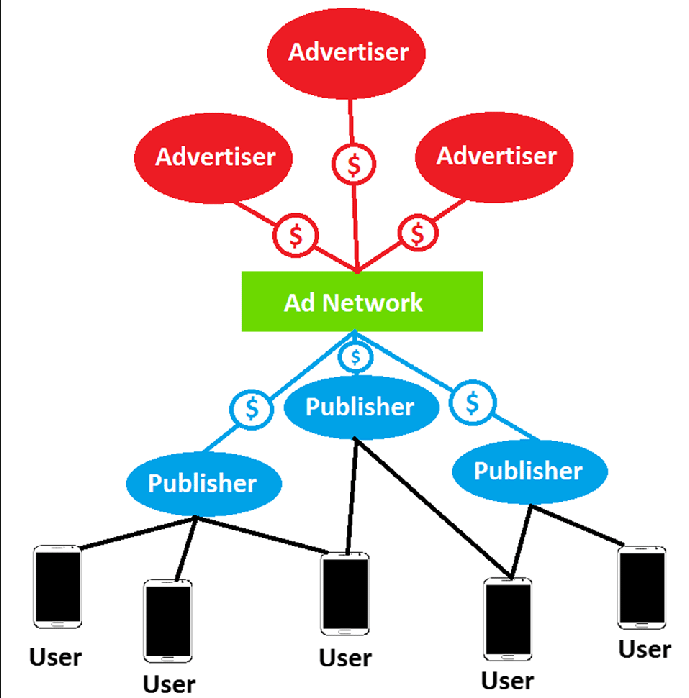 Advertiser
Advertiser
Advertiser
$
$
$
Ad Network
$
$
$
Publisher
Publisher
Publisher
User
User
User
User
User